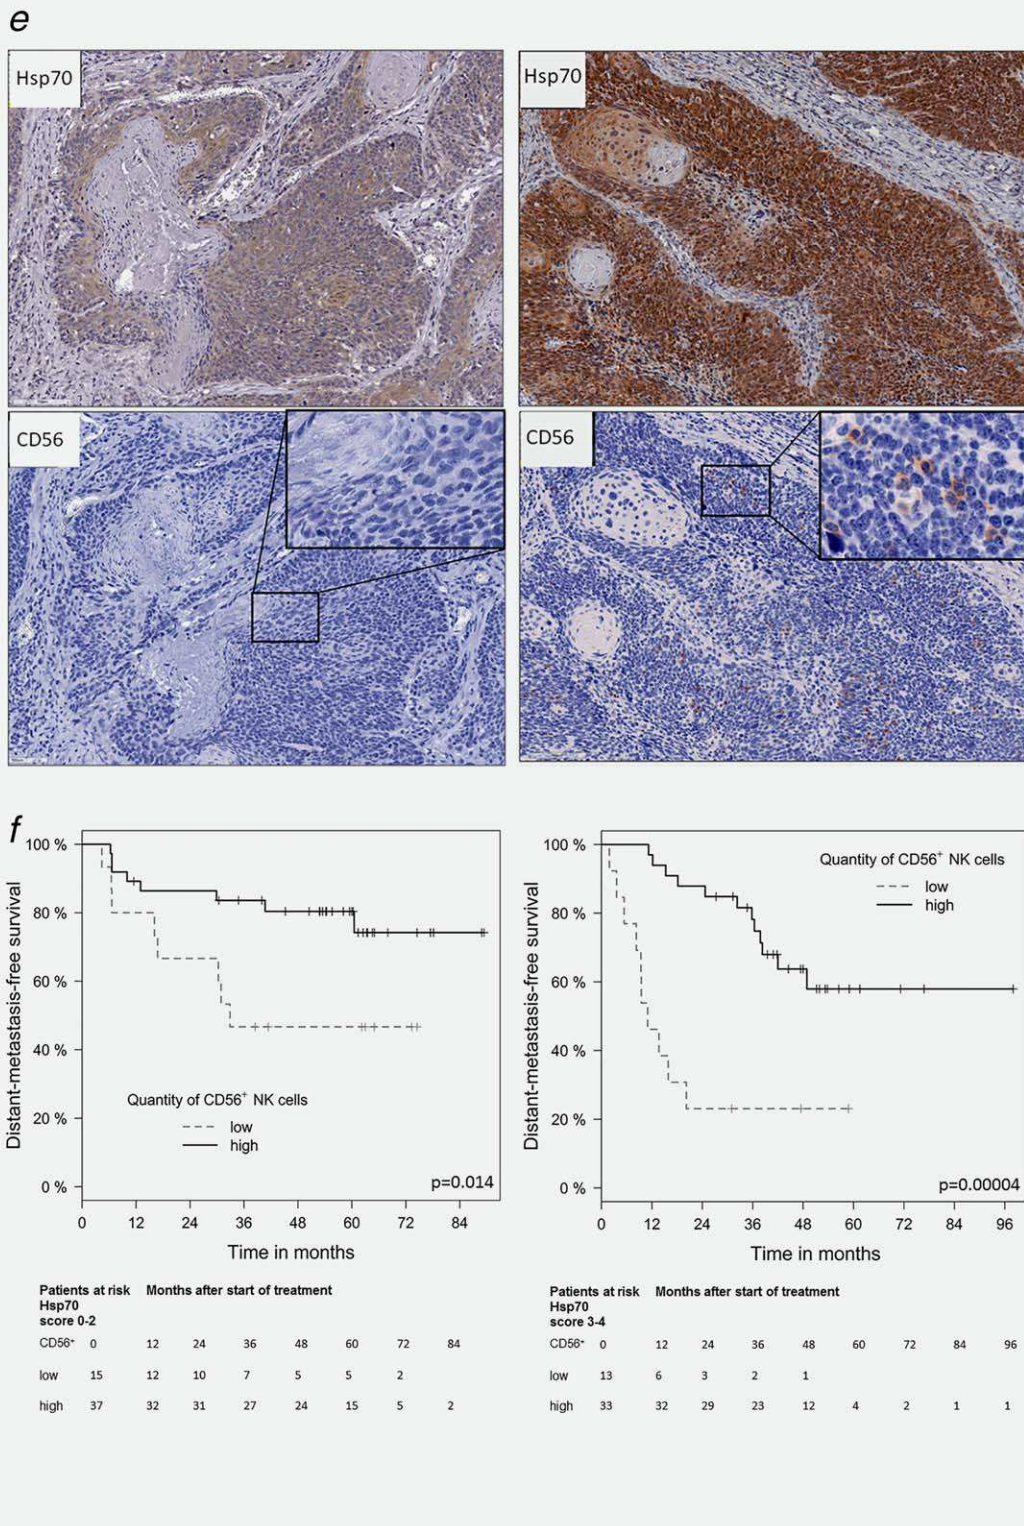 e
Hsp70
Hsp70
CD56
CD56
f
100 %
80 %
60 %
40 %
20 %
0 %
Distant-metastasis-free survival
Quantity of CD56⁺ NK cells
low
high
p=0.014
0 12 24 36 48 60 72 84
Time in months
100 %
80 %
60 %
40 %
20 %
0 %
Distant-metastasis-free survival
Quantity of CD56⁺ NK cells
low
high
p=0.00004
0 12 24 36 48 60 72 84 96
Time in months
Patients at risk Months after start of treatment
Hsp70
score 0-2
CD56⁺ 0 12 24 36 48 60 72 84
low 15 12 10 7 5 5 2
high 37 32 31 27 24 15 5 2
Patients at risk Months after start of treatment
Hsp70
score 3-4
CD56⁺ 0 12 24 36 48 60 72 84 96
low 13 6 3 2 1
high 33 32 29 23 12 4 2 1 1